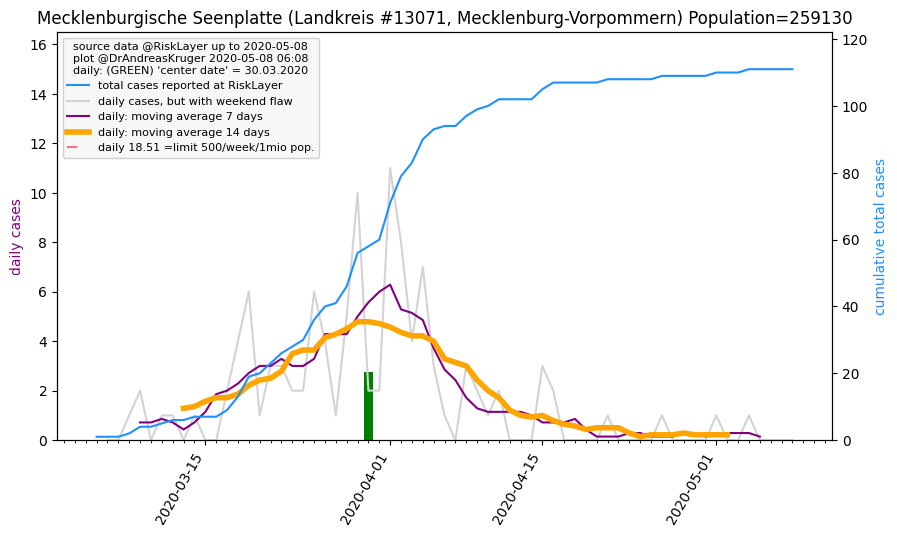 Mecklenburgische Seenplatte (Landkreis #13071, Mecklenburg-Vorpommern) Population=259130
source data @RiskLayer up to 2020-05-08
plot @DrAndreasKruger 2020-05-08 06:08
daily: (GREEN) 'center date' = 30.03.2020
total cases reported at RiskLayer
daily cases, but with weekend flaw
daily: moving average 7 days
daily: moving average 14 days
daily 18.51 =limit 500/week/1mio pop.
daily cases
16
14
12
10
8
6
4
2
0
120
100
80
60
40
20
0
cumulative total cases
2020-03-15
2020-04-01
2020-04-15
2020-05-01